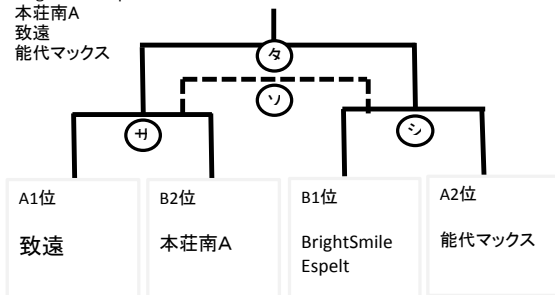 本荘南A
致遠
能代マックス
タ
ソ
サ
シ
A1位
致遠
B2位
本荘南A
B1位
BrightSmile
Espelt
A2位
能代マックス